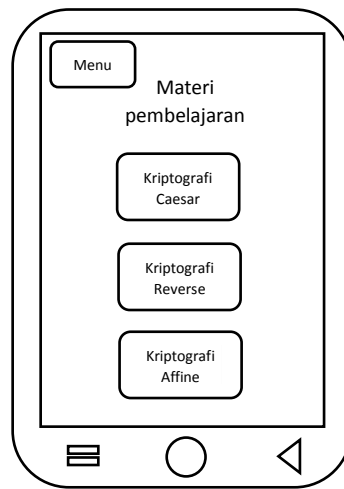 Menu
Materi
pembelajaran
Kriptografi
Caesar
Kriptografi
Reverse
Kriptografi
Affine